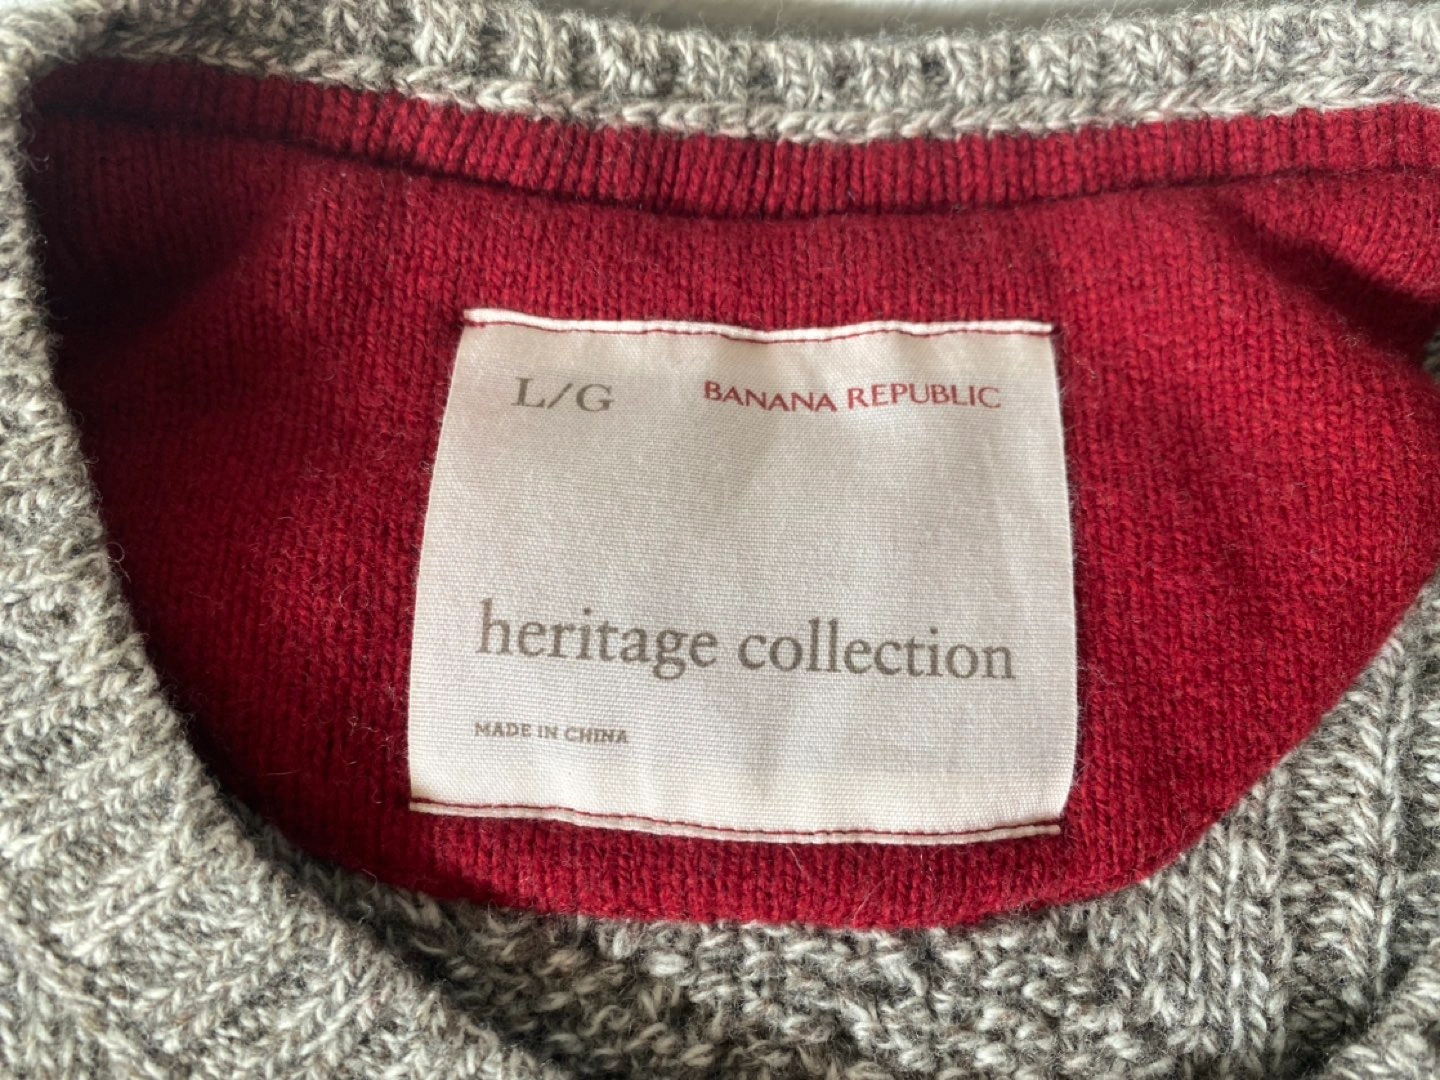 L/G BANANA REPUBLIC
heritage collection
MADE IN CHINA